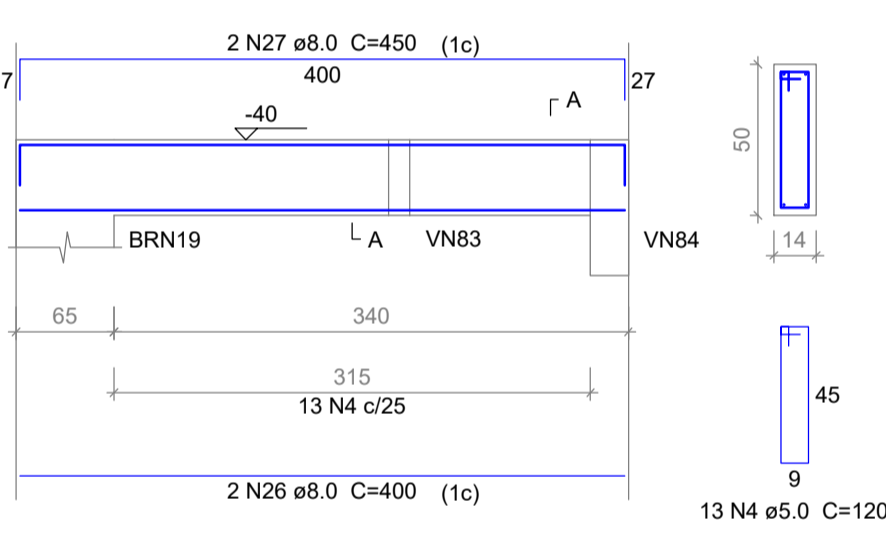 2 N27 ø8.0 C=450 (1c)
400
7
27
A
-40
BRN19
A
VN83
VN84
65
340
315
13 N4 c/25
2 N26 ø8.0 C=400 (1c)
50
14
45
9
13 N4 ø5.0 C=120